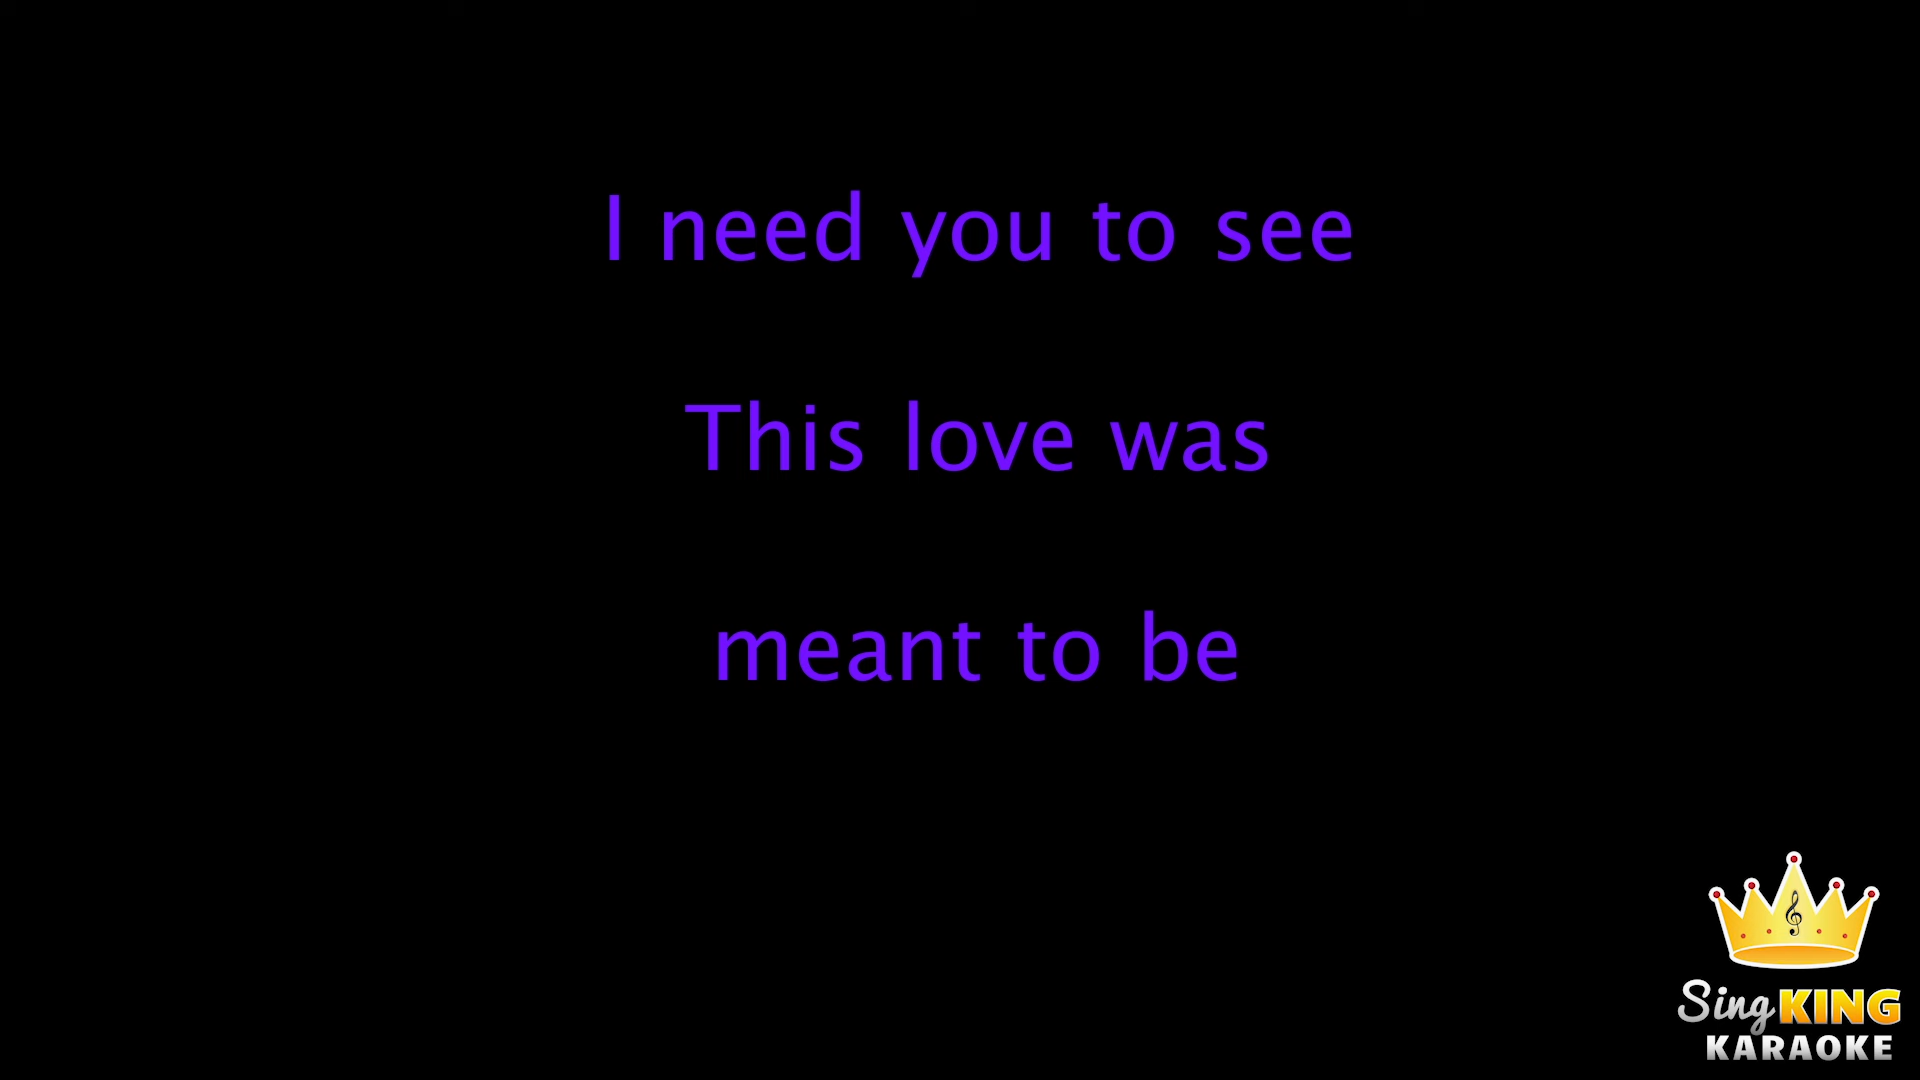 I need you to see
This love was
meant to be
Sing KING
KARAOKE